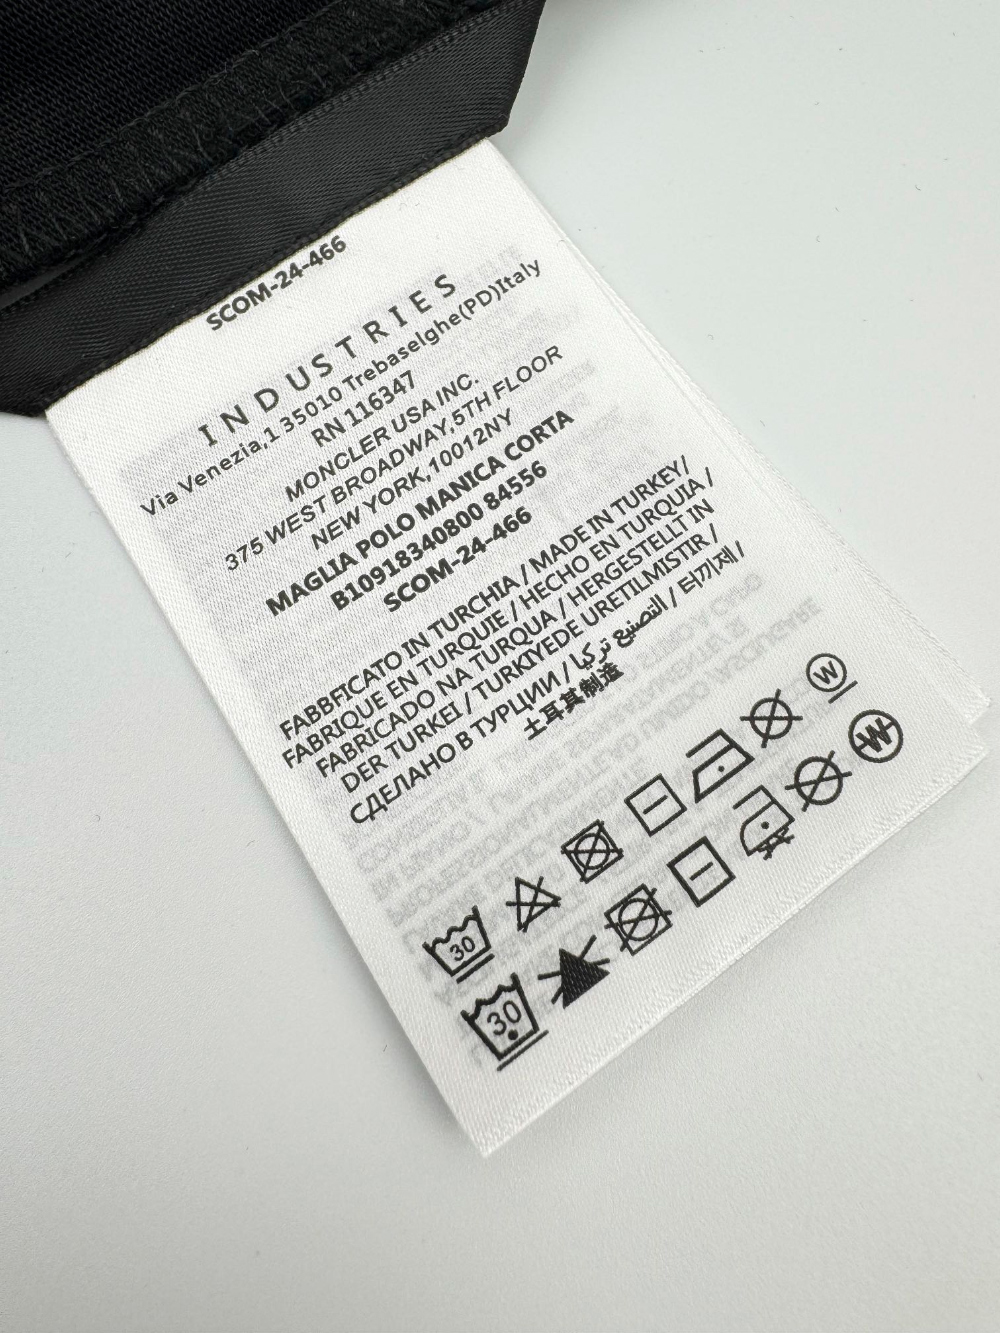 SCOM-24-466
INDUSTRIES
Via Venezia,1 35010 Trebaselghe(PD)Italy
RN 116347
MONCLER USA INC.
375 WEST BROADWAY,5TH FLOOR
NEW YORK,10012NY
MAGLIA POLO MANICA CORTA
B10918340800 84556
SCOM-24-466
FABBFICATO IN TURCHIA / MADE IN TURKEY/
FABRIQUE EN TURQUIE / HECHO EN TURQUIA /
FABRICADO NA TURQUA / HERGESTELLT IN
DER TURKEI / TURKIYEDE URETILMISTIR /
СДЕЛАНО В ТУРЦИИ / التصنيع تركيا / 터키제 /
土耳其制造
30 W
30 W